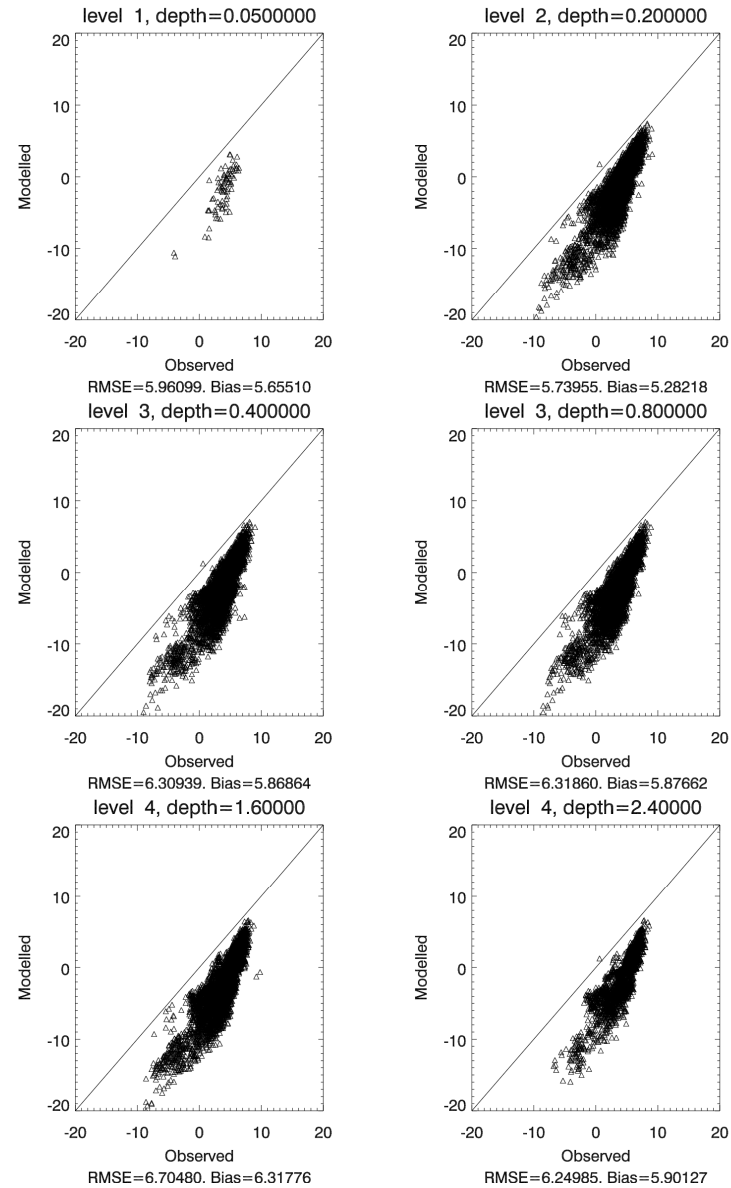 level 1, depth=0.0500000
level 2, depth=0.200000
20
10
0
-10
-20
Modelled
-20 -10 0 10 20
Observed
RMSE=5.96099. Bias=5.65510
20
10
0
-10
-20
Modelled
-20 -10 0 10 20
Observed
RMSE=5.73955. Bias=5.28218
level 3, depth=0.400000
level 3, depth=0.800000
20
10
0
-10
-20
Modelled
-20 -10 0 10 20
Observed
RMSE=6.30939. Bias=5.86864
20
10
0
-10
-20
Modelled
-20 -10 0 10 20
Observed
RMSE=6.31860. Bias=5.87662
level 4, depth=1.60000
level 4, depth=2.40000
20
10
0
-10
-20
Modelled
-20 -10 0 10 20
Observed
RMSE=6.70480. Bias=6.31776
20
10
0
-10
-20
Modelled
-20 -10 0 10 20
Observed
RMSE=6.24985. Bias=5.90127